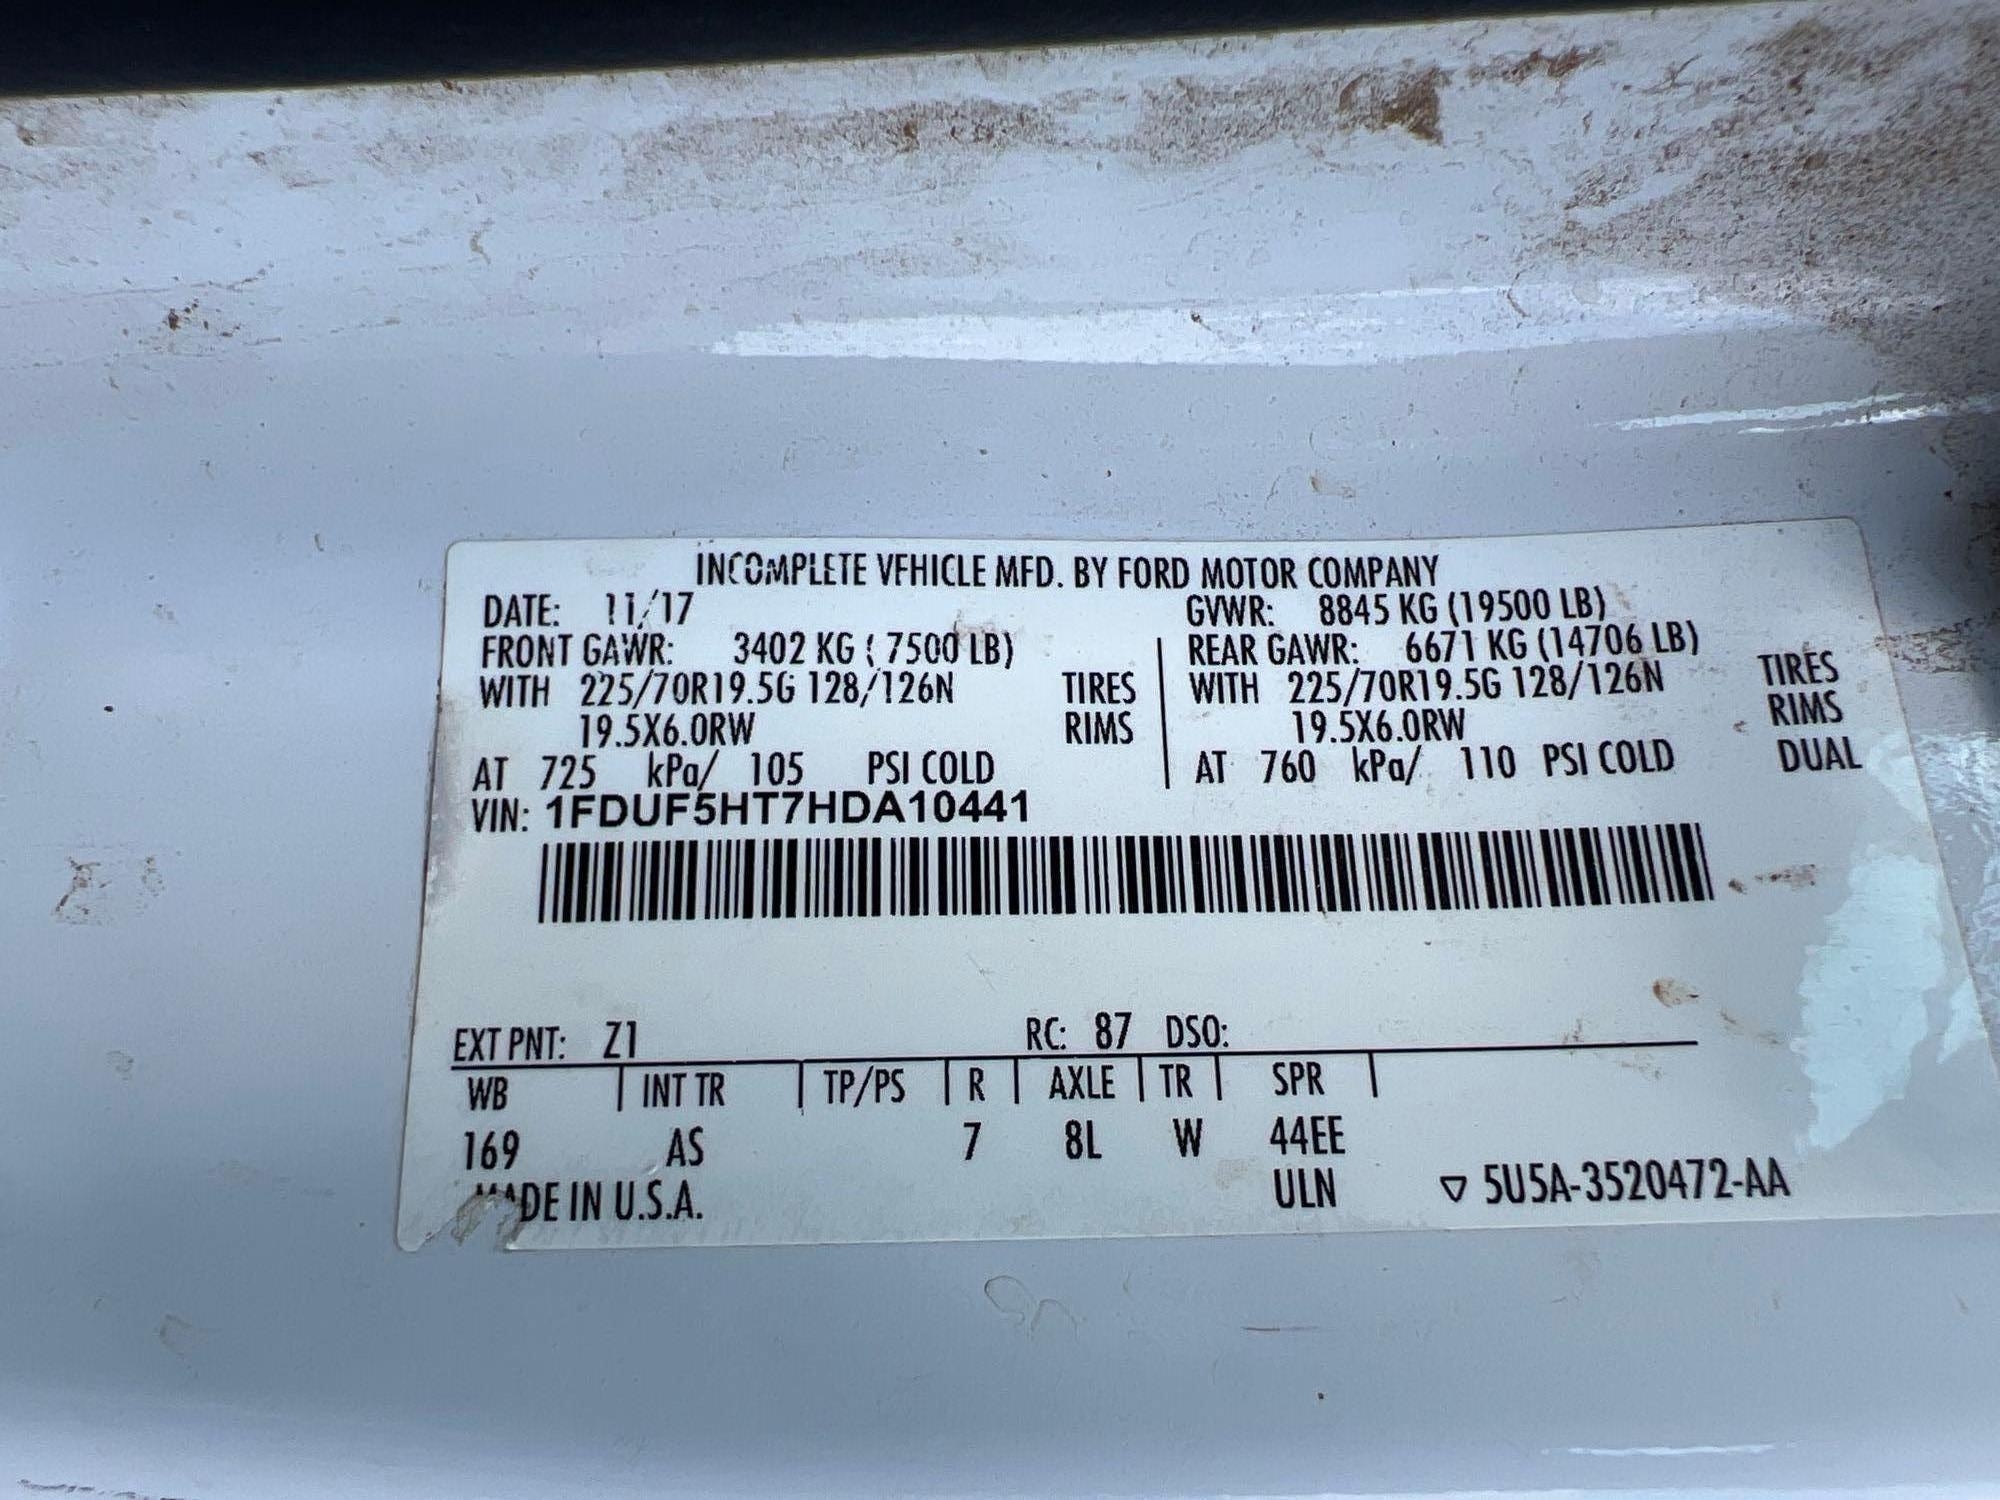 INCOMPLETE VEHICLE MFD. BY FORD MOTOR COMPANY
DATE: 11/17 GVWR: 8845 KG (19500 LB)
FRONT GAWR: 3402 KG ( 7500 LB) REAR GAWR: 6671 KG (14706 LB)
WITH 225/70R19.5G 128/126N TIRES WITH 225/70R19.5G 128/126N TIRES
19.5X6.0RW RIMS 19.5X6.0RW RIMS
AT 725 kPa/ 105 PSI COLD AT 760 kPa/ 110 PSI COLD DUAL
VIN: 1FDUF5HT7HDA10441
EXT PNT: Z1 RC: 87 DSO:
WB INT TR TP/PS R AXLE TR SPR
169 AS 7 8L W 44EE
MADE IN U.S.A. ULN ▽ 5U5A-3520472-AA